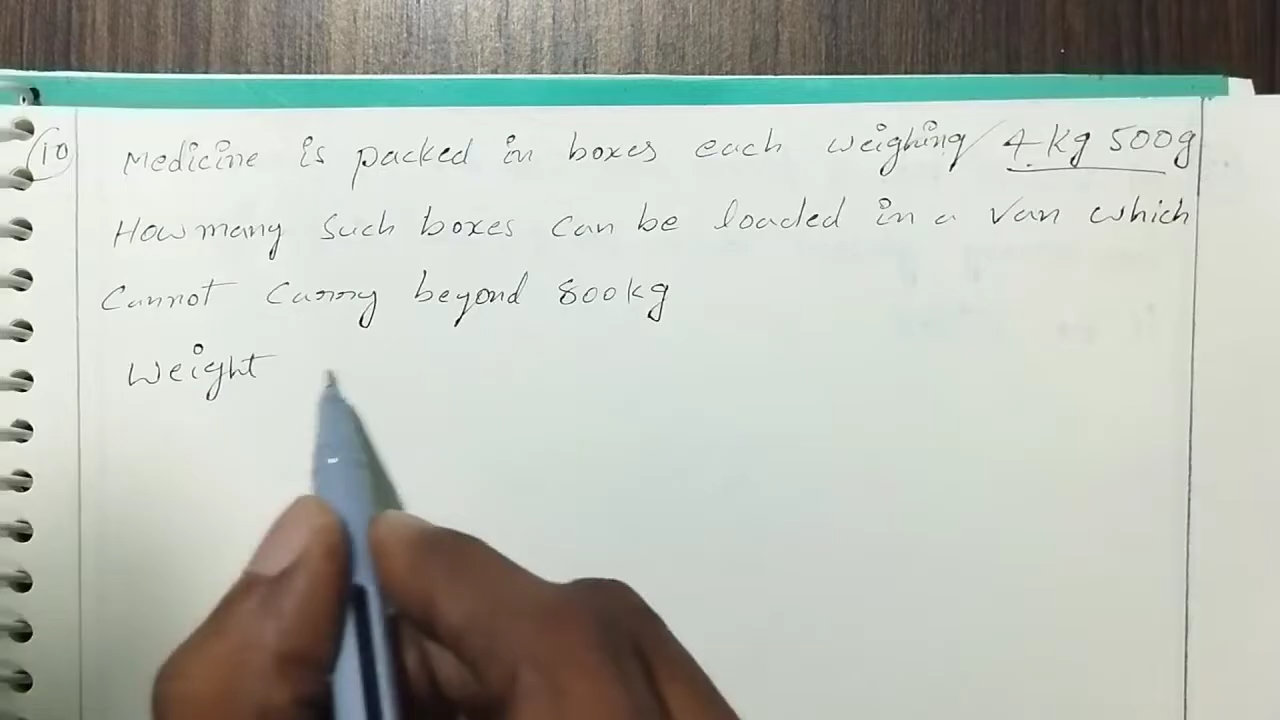 10 Medicine is packed in boxes each weighing 4 kg 500g
How many such boxes can be loaded in a van which
cannot carry beyond 800kg
Weight